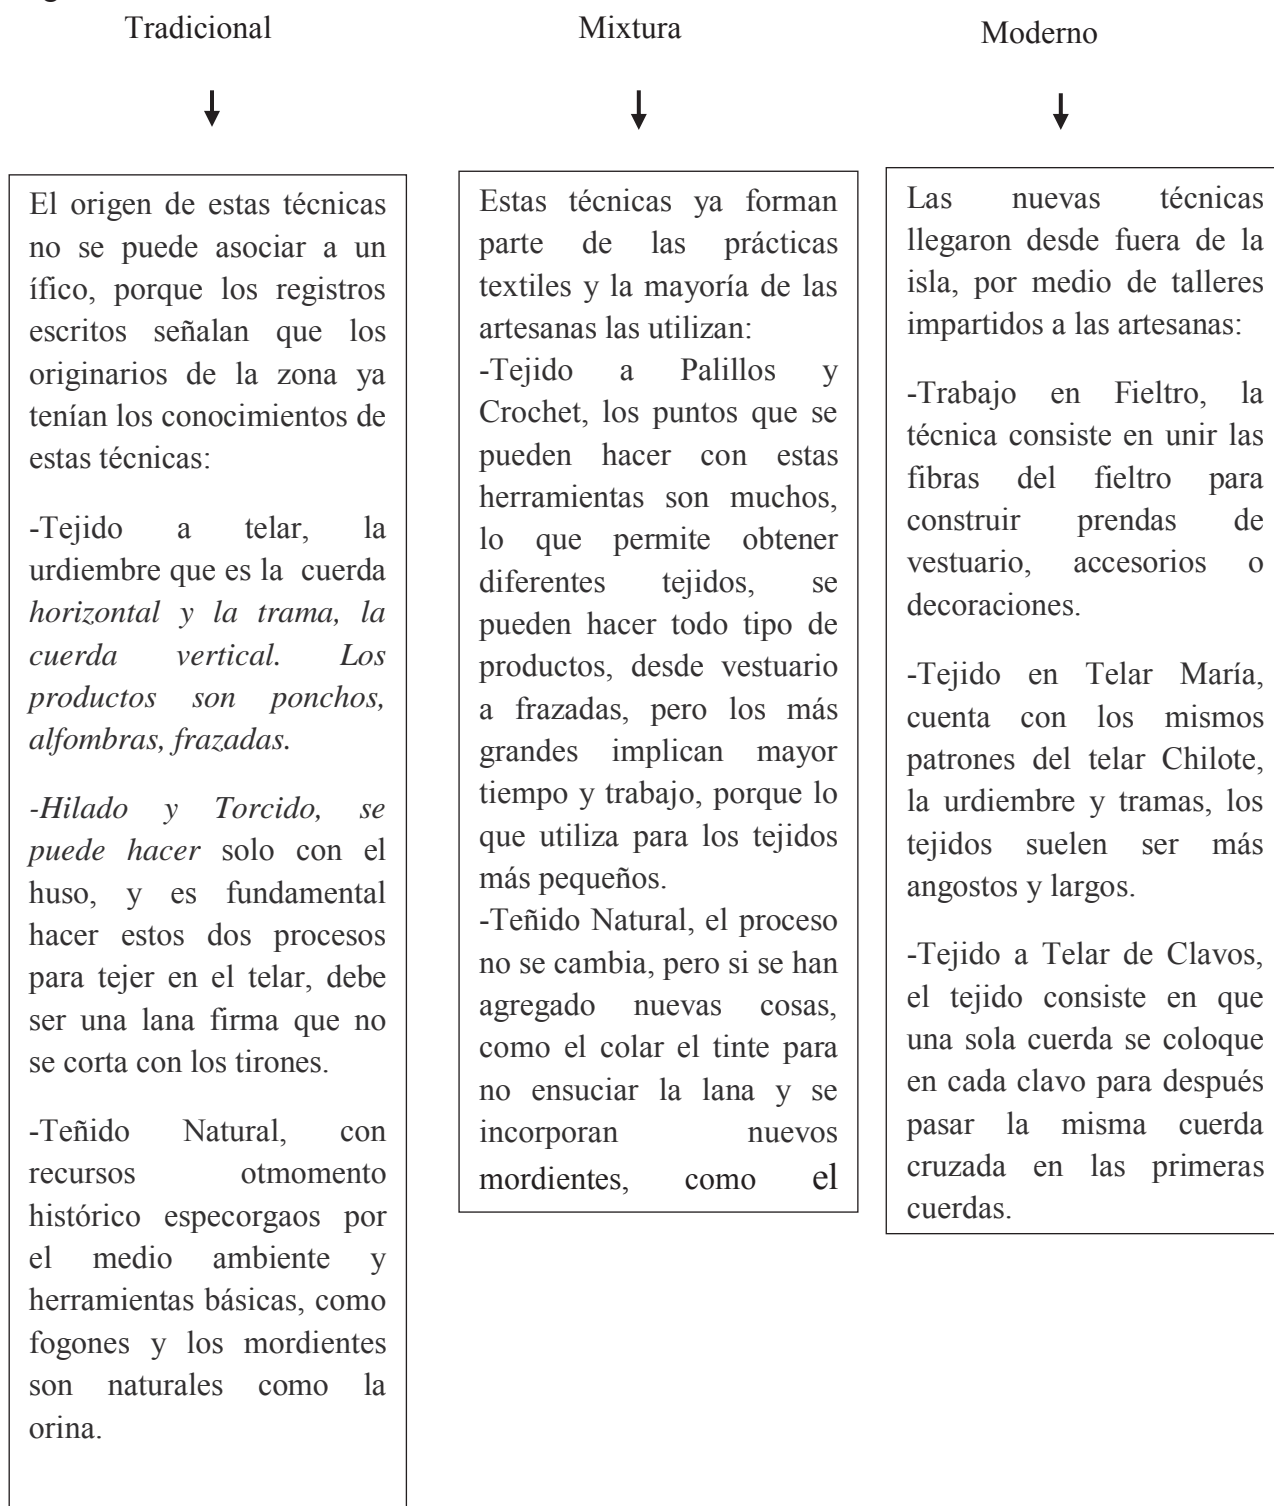 Tradicional
Mixtura
Moderno
El origen de estas técnicas
no se puede asociar a un
ífico, porque los registros
escritos señalan que los
originarios de la zona ya
tenían los conocimientos de
estas técnicas:
-Tejido a telar, la
urdiembre que es la cuerda
horizontal y la trama, la
cuerda vertical. Los
productos son ponchos,
alfombras, frazadas.
-Hilado y Torcido, se
puede hacer solo con el
huso, y es fundamental
hacer estos dos procesos
para tejer en el telar, debe
ser una lana firma que no
se corta con los tirones.
-Teñido Natural, con
recursos otmomento
histórico especorgaos por
el medio ambiente y
herramientas básicas, como
fogones y los mordientes
son naturales como la
orina.
Estas técnicas ya forman
parte de las prácticas
textiles y la mayoría de las
artesanas las utilizan:
-Tejido a Palillos y
Crochet, los puntos que se
pueden hacer con estas
herramientas son muchos,
lo que permite obtener
diferentes tejidos, se
pueden hacer todo tipo de
productos, desde vestuario
a frazadas, pero los más
grandes implican mayor
tiempo y trabajo, porque lo
que utiliza para los tejidos
más pequeños.
-Teñido Natural, el proceso
no se cambia, pero si se han
agregado nuevas cosas,
como el colar el tinte para
no ensuciar la lana y se
incorporan nuevos
mordientes, como el
Las nuevas técnicas
llegaron desde fuera de la
isla, por medio de talleres
impartidos a las artesanas:
-Trabajo en Fieltro, la
técnica consiste en unir las
fibras del fieltro para
construir prendas de
vestuario, accesorios o
decoraciones.
-Tejido en Telar María,
cuenta con los mismos
patrones del telar Chilote,
la urdiembre y tramas, los
tejidos suelen ser más
angostos y largos.
-Tejido a Telar de Clavos,
el tejido consiste en que
una sola cuerda se coloque
en cada clavo para después
pasar la misma cuerda
cruzada en las primeras
cuerdas.